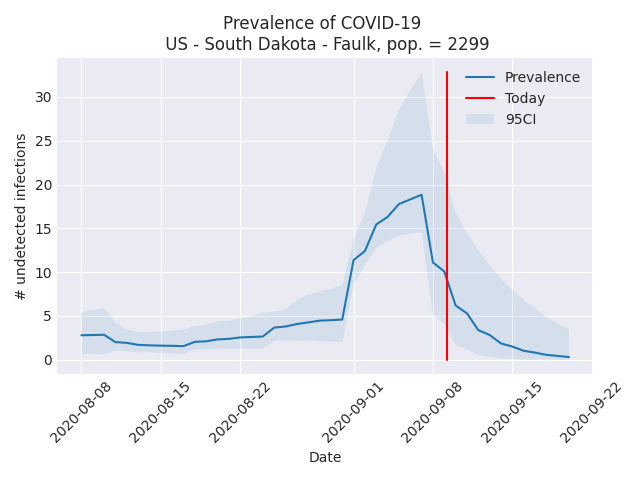 Prevalence of COVID-19
US - South Dakota - Faulk, pop. = 2299
Prevalence
Today
95CI
# undetected infections
30
25
20
15
10
5
0
2020-08-08
2020-08-15
2020-08-22
2020-09-01
2020-09-08
2020-09-15
2020-09-22
Date